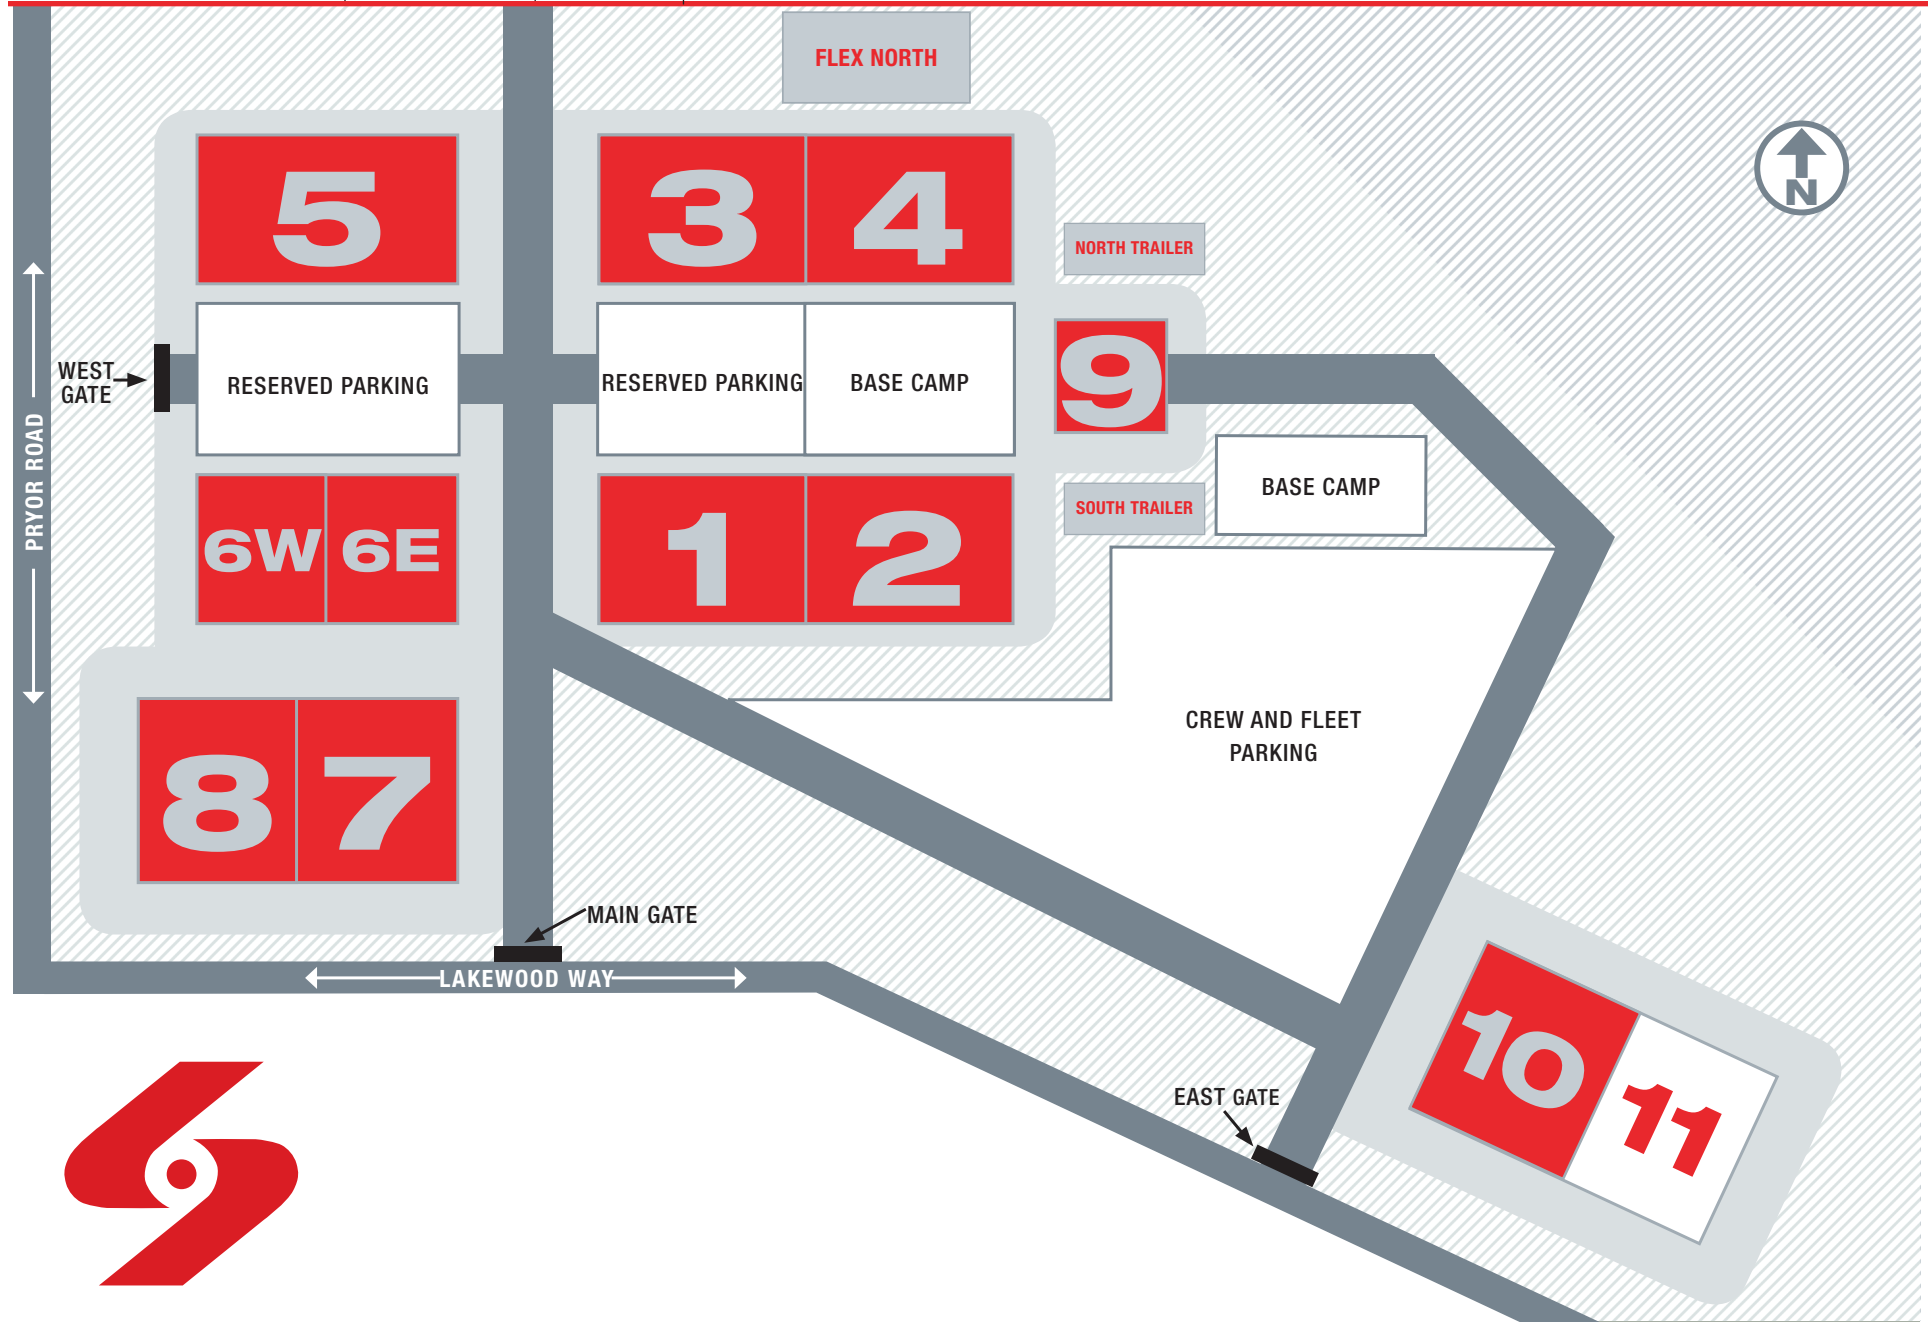 FLEX NORTH
5
3
4
N
NORTH TRAILER
WEST
GATE
RESERVED PARKING
RESERVED PARKING
BASE CAMP
9
PRYOR ROAD
BASE CAMP
SOUTH TRAILER
6W
6E
1
2
CREW AND FLEET
PARKING
8
7
MAIN GATE
LAKEWOOD WAY
10
11
EAST GATE